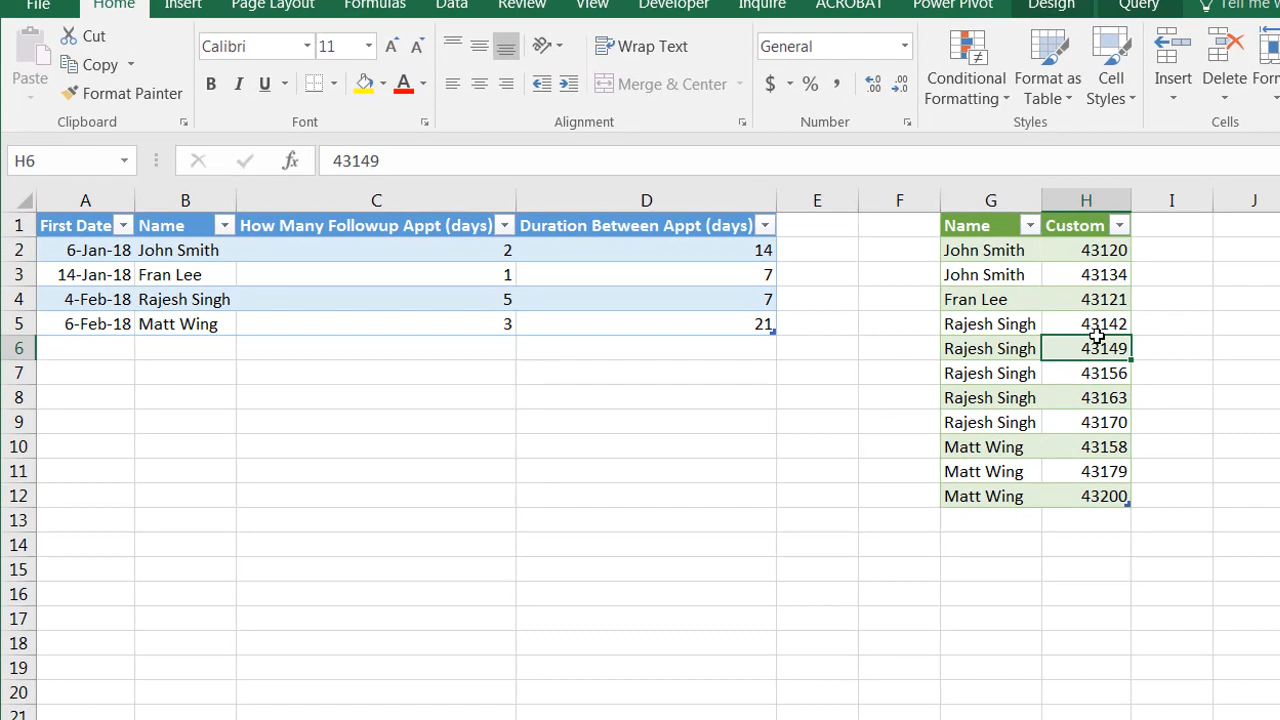 File Home Insert Page Layout Formulas Data Review View Developer Inquire ACROBAT Power Pivot Design Query Tell me
Paste Cut Copy Format Painter
Calibri 11
B I U A
Wrap Text
Merge & Center
General
$ %
Conditional Formatting
Format as Table
Cell Styles
Insert Delete
Clipboard Font Alignment Number Styles Cells
H6 fx 43149
A B C D E F G H I J
1 First Date Name How Many Followup Appt (days) Duration Between Appt (days) Name Custom
2 6-Jan-18 John Smith 2 14 John Smith 43120
3 14-Jan-18 Fran Lee 1 7 John Smith 43134
4 4-Feb-18 Rajesh Singh 5 7 Fran Lee 43121
5 6-Feb-18 Matt Wing 3 21 Rajesh Singh 43142
6 Rajesh Singh 43149
7 Rajesh Singh 43156
8 Rajesh Singh 43163
9 Rajesh Singh 43170
10 Matt Wing 43158
11 Matt Wing 43179
12 Matt Wing 43200
13
14
15
16
17
18
19
20
21